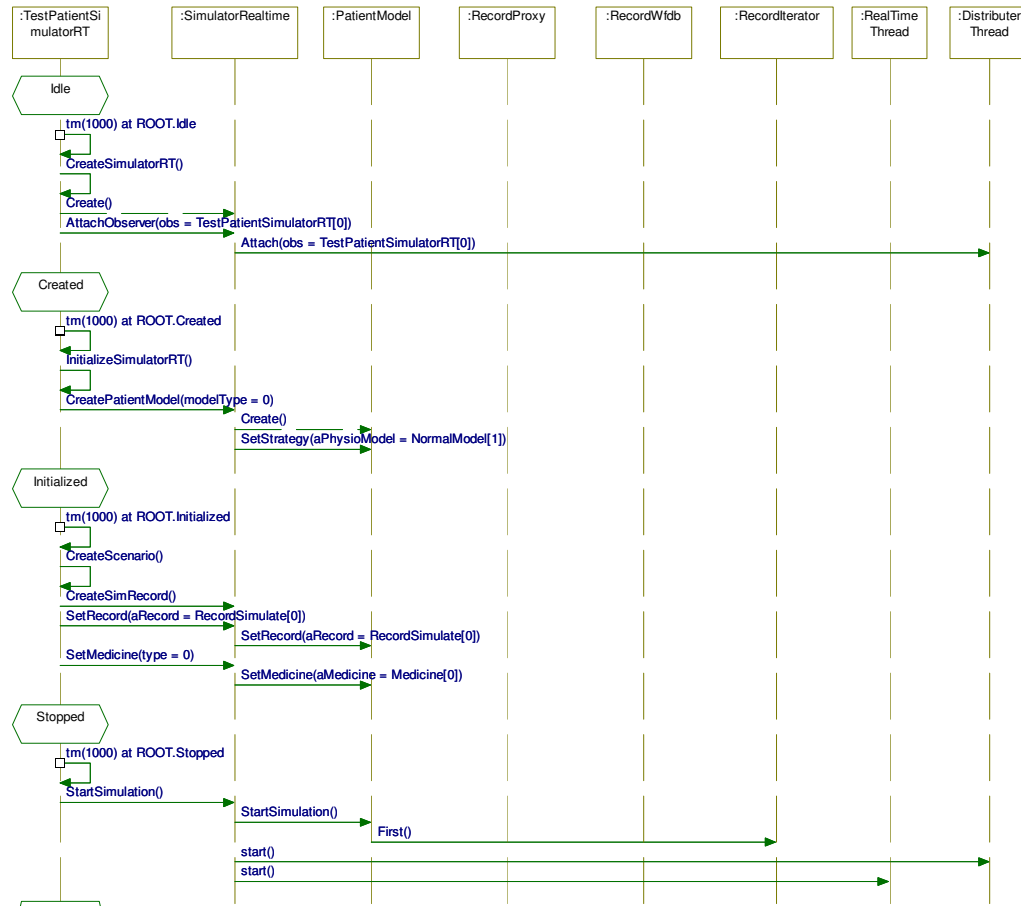 :TestPatientSi
mulatorRT
:SimulatorRealtime
:PatientModel
:RecordProxy
:RecordWfdb
:RecordIterator
:RealTime
Thread
:Distributer
Thread
Idle
tm(1000) at ROOT.Idle
CreateSimulatorRT()
Create()
AttachObserver(obs = TestPatientSimulatorRT[0])
Attach(obs = TestPatientSimulatorRT[0])
Created
tm(1000) at ROOT.Created
InitializeSimulatorRT()
CreatePatientModel(modelType = 0)
Create()
SetStrategy(aPhysioModel = NormalModel[1])
Initialized
tm(1000) at ROOT.Initialized
CreateScenario()
CreateSimRecord()
SetRecord(aRecord = RecordSimulate[0])
SetRecord(aRecord = RecordSimulate[0])
SetMedicine(type = 0)
SetMedicine(aMedicine = Medicine[0])
Stopped
tm(1000) at ROOT.Stopped
StartSimulation()
StartSimulation()
First()
start()
start()